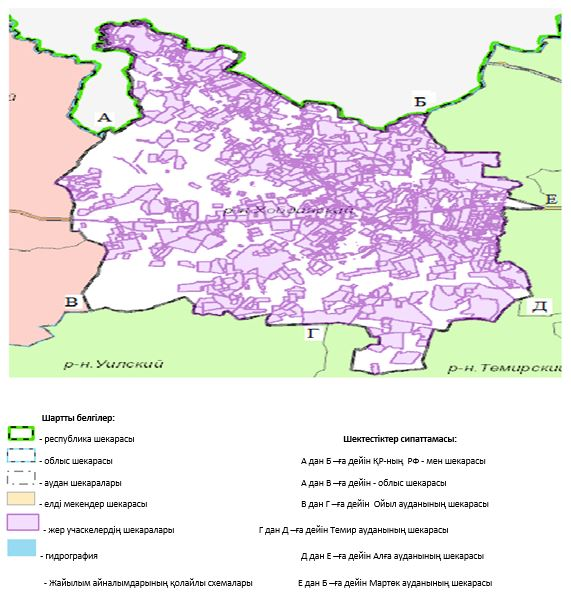 а
А
Б
р-н.Хобдинский
Е
В
Г
Д
р-н.Уилский
р-н.Темирский
Шартты белгілер:
Шектестіктер сипаттамасы:
- республика шекарасы
- облыс шекарасы
А дан Б –ға дейін ҚР-ның РФ - мен шекарасы
- аудан шекаралары
А дан В –ға дейін - облыс шекарасы
- елді мекендер шекарасы
В дан Г –ға дейін Ойыл ауданының шекарасы
- жер учаскелердің шекаралары
Г дан Д –ға дейін Темир ауданының шекарасы
- гидрография
Д дан Е –ға дейін Алға ауданының шекарасы
- Жайылым айналымдарының қолайлы схемалары
Е дан Б –ға дейін Мартөк ауданының шекарасы